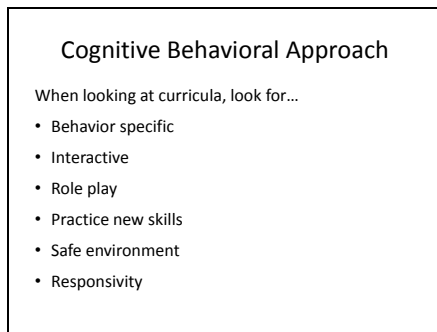 Cognitive Behavioral Approach
When looking at curricula, look for…
• Behavior specific
• Interactive
• Role play
• Practice new skills
• Safe environment
• Responsivity